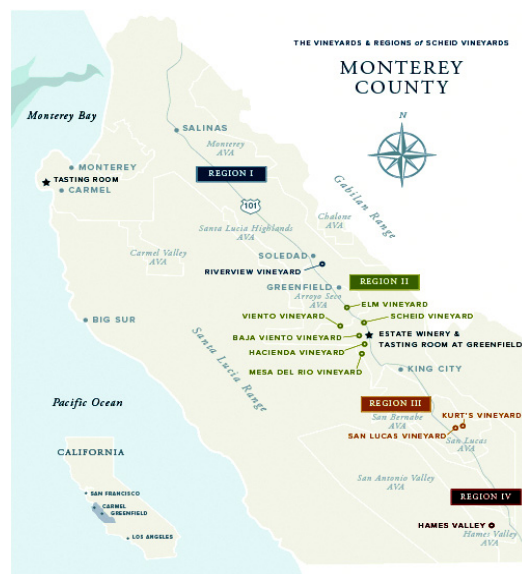 THE VINEYARDS & REGIONS of SCHEID VINEYARDS
MONTEREY
COUNTY
N
Monterey Bay
SALINAS
Monterey
AVA
MONTEREY
TASTING ROOM
CARMEL
REGION I
101
Gabilan Range
Chalone
AVA
Santa Lucia Highlands
AVA
Carmel Valley
AVA
SOLEDAD
RIVERVIEW VINEYARD
REGION II
GREENFIELD
Arroyo Seco
AVA
ELM VINEYARD
VIENTO VINEYARD
SCHEID VINEYARD
BIG SUR
BAJA VIENTO VINEYARD
ESTATE WINERY &
TASTING ROOM AT GREENFIELD
HACIENDA VINEYARD
MESA DEL RIO VINEYARD
KING CITY
Santa Lucia Range
Pacific Ocean
REGION III
San Bernabe
AVA
KURT'S VINEYARD
SAN LUCAS VINEYARD
San Lucas
AVA
CALIFORNIA
San Antonio Valley
AVA
SAN FRANCISCO
CARMEL
GREENFIELD
LOS ANGELES
REGION IV
HAMES VALLEY
Hames Valley
AVA